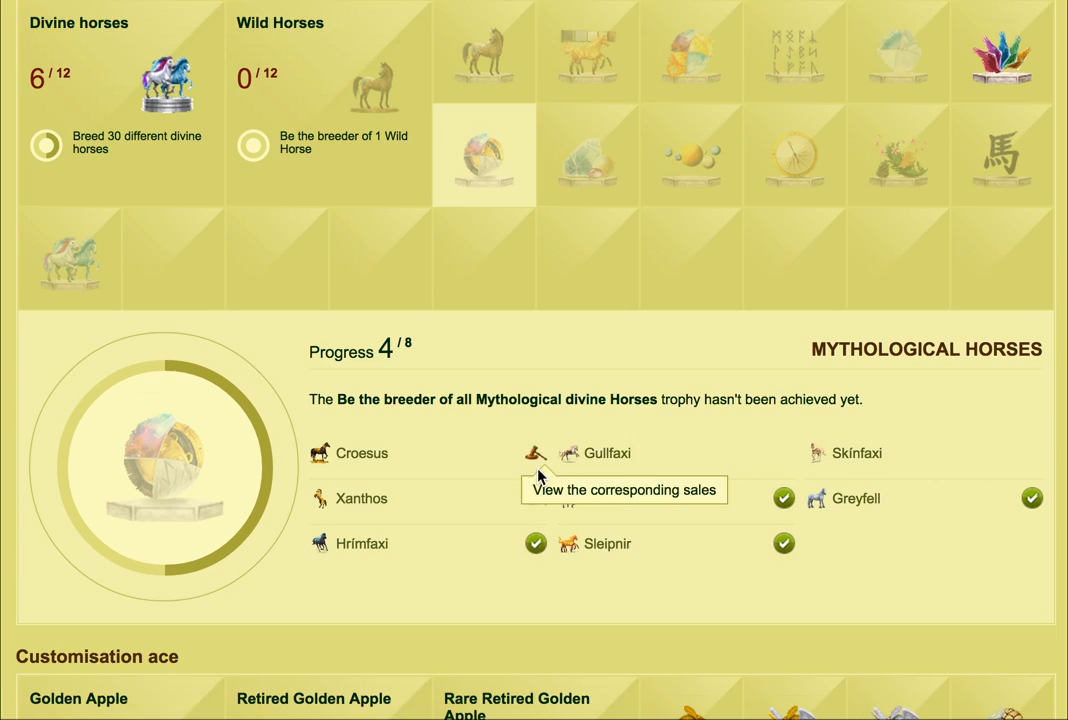 Divine horses
6 / 12
Breed 30 different divine
horses
Wild Horses
0 / 12
Be the breeder of 1 Wild
Horse
馬
Progress 4 / 8
MYTHOLOGICAL HORSES
The Be the breeder of all Mythological divine Horses trophy hasn't been achieved yet.
Croesus
Gullfaxi
Skínfaxi
View the corresponding sales
Xanthos
Greyfell
Hrímfaxi
Sleipnir
Customisation ace
Golden Apple
Retired Golden Apple
Rare Retired Golden
Apple